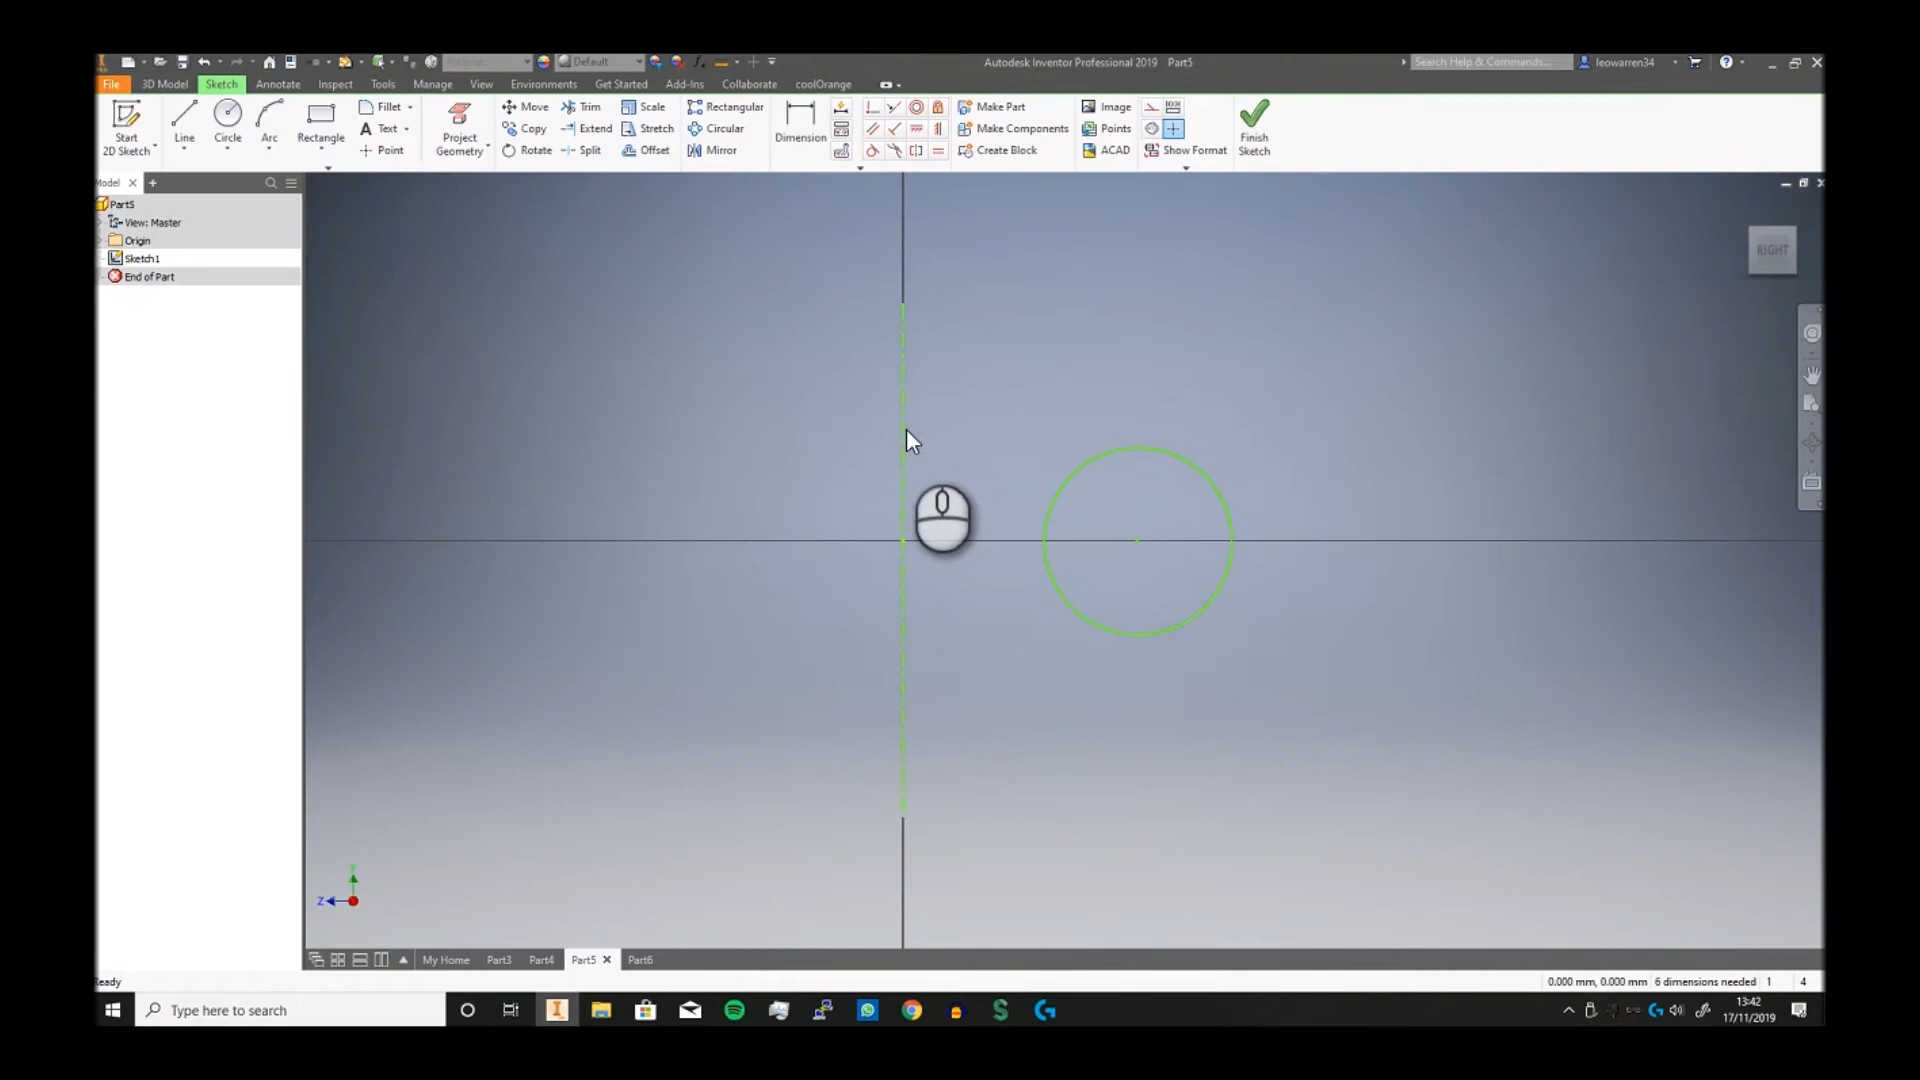 Default
Autodesk Inventor Professional 2019 Part5
Search Help & Commands...
leowarren34
File 3D Model Sketch Annotate Inspect Tools Manage View Environments Get Started Add-Ins Collaborate coolOrange
Start
2D Sketch
Line
Circle
Arc
Rectangle
Fillet
Text
Point
Project
Geometry
Move
Copy
Rotate
Trim
Extend
Split
Scale
Stretch
Offset
Rectangular
Circular
Mirror
Dimension
Make Part
Make Components
Create Block
Image
Points
ACAD
Show Format
Finish
Sketch
Model
Part5
View: Master
Origin
Sketch1
End of Part
RIGHT
Y
Z
My Home Part3 Part4 Part5 Part6
Ready
0.000 mm, 0.000 mm 6 dimensions needed 1 4
Type here to search
13:42
17/11/2019